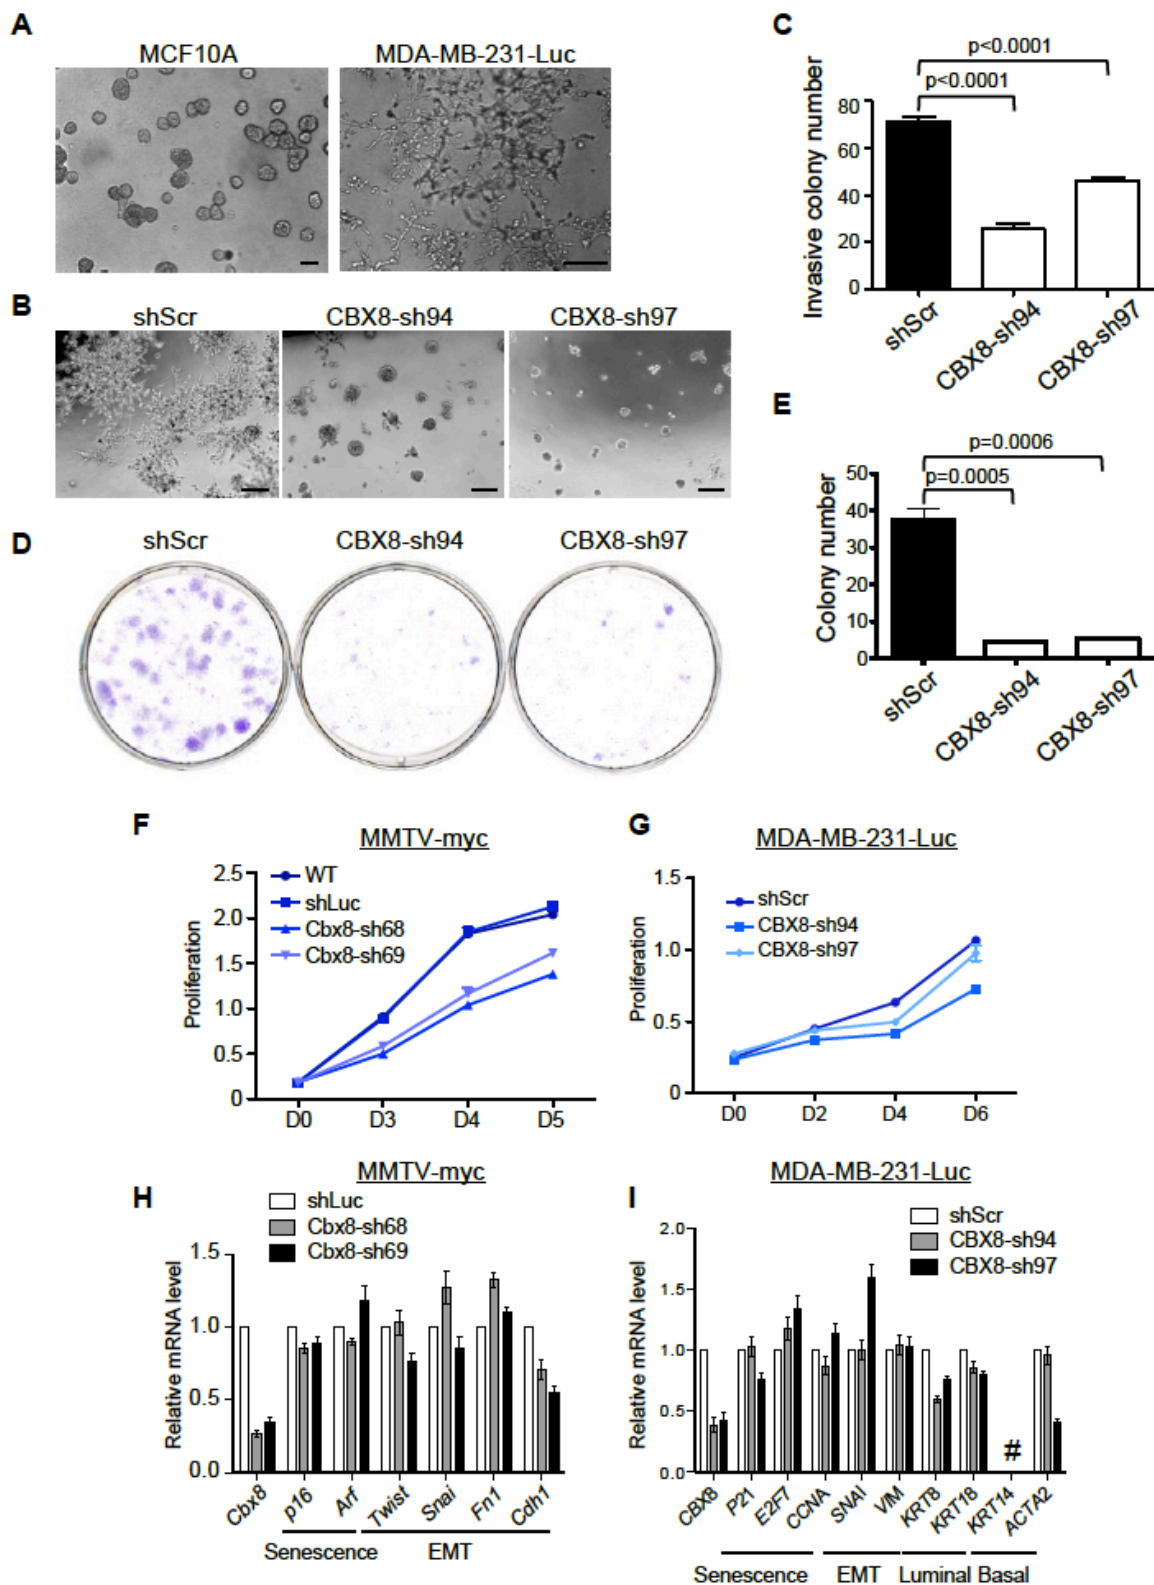 A
MCF10A
MDA-MB-231-Luc
B
shScr
CBX8-sh94
CBX8-sh97
C
p<0.0001
p<0.0001
Invasive colony number
80
60
40
20
0
shScr
CBX8-sh94
CBX8-sh97
D
shScr
CBX8-sh94
CBX8-sh97
E
p=0.0006
p=0.0005
Colony number
50
40
30
20
10
0
shScr
CBX8-sh94
CBX8-sh97
F
MMTV-myc
WT
shLuc
Cbx8-sh68
Cbx8-sh69
Proliferation
2.5
2.0
1.5
1.0
0.5
0
D0 D3 D4 D5
G
MDA-MB-231-Luc
shScr
CBX8-sh94
CBX8-sh97
Proliferation
1.5
1.0
0.5
0
D0 D2 D4 D6
H
MMTV-myc
shLuc
Cbx8-sh68
Cbx8-sh69
Relative mRNA level
1.5
1.0
0.5
0.0
Cbx8 p16 Arf Twist Snai Fn1 Cdh1
Senescence EMT
I
MDA-MB-231-Luc
shScr
CBX8-sh94
CBX8-sh97
Relative mRNA level
2.0
1.5
1.0
0.5
0.0
#
CBX8 P21 E2F7 CCNA SNAI VIM KRT8 KRT18 KRT14 ACTA2
Senescence EMT Luminal Basal